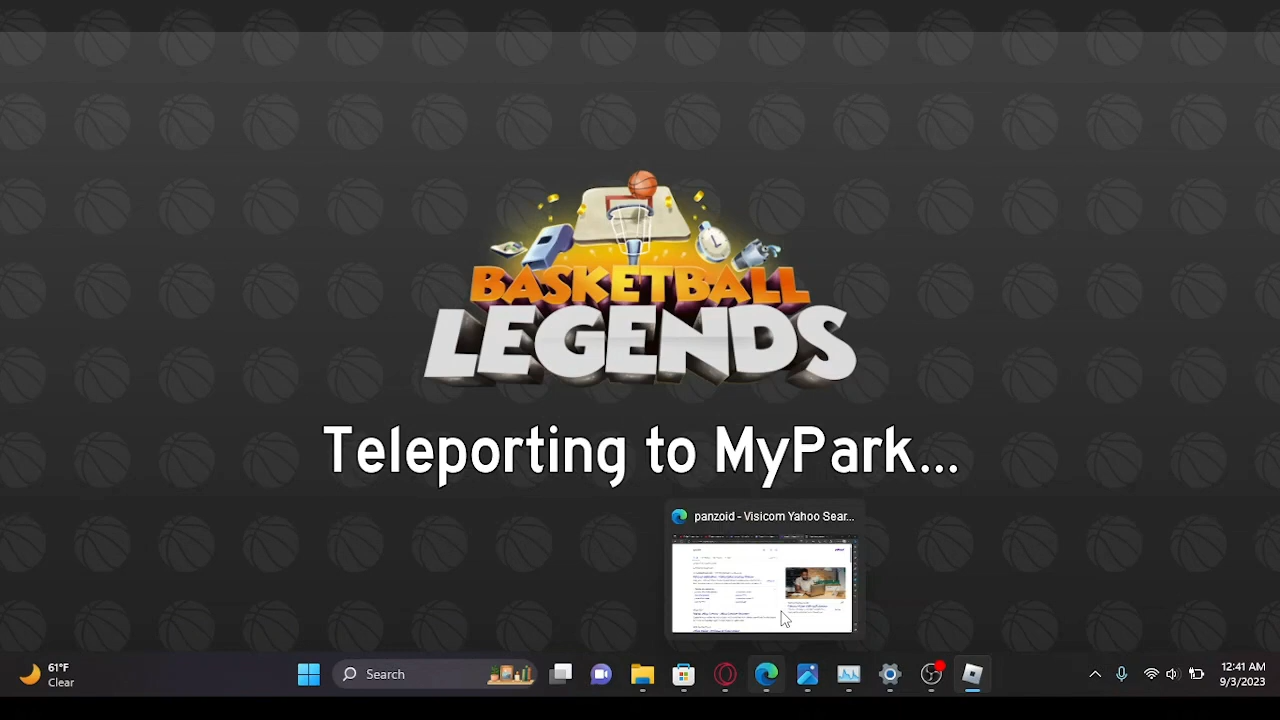 BASKETBALL
LEGENDS
Teleporting to MyPark...
panzoid - Visicom Yahoo Sear...
61°F
Clear
Search
12:41 AM
9/3/2023